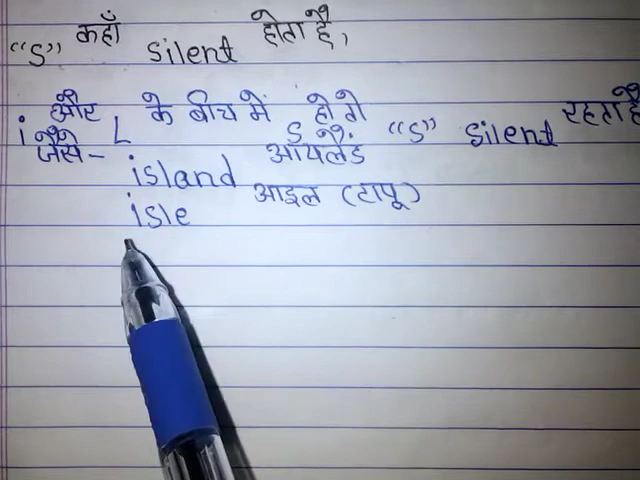 "S" कहाँ silent होता है,
i और L के बीच में S हो तो "S" silent रहता है
जैसे - island आयलैंड
isle आइल (टापू)